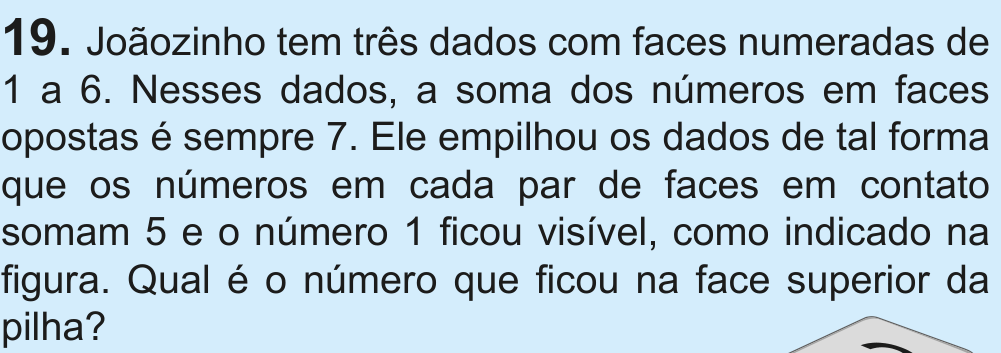 19. Joãozinho tem três dados com faces numeradas de
1 a 6. Nesses dados, a soma dos números em faces
opostas é sempre 7. Ele empilhou os dados de tal forma
que os números em cada par de faces em contato
somam 5 e o número 1 ficou visível, como indicado na
figura. Qual é o número que ficou na face superior da
pilha?